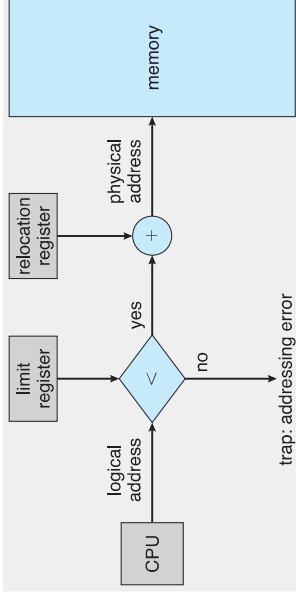 limit
register
relocation
register
CPU
logical
address
<
yes
+
physical
address
memory
no
trap: addressing error